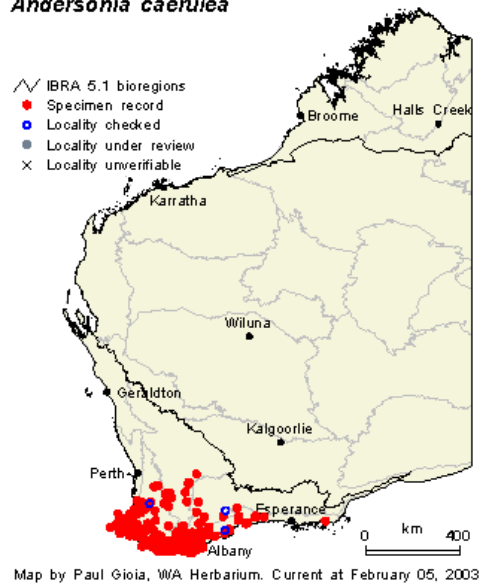 Andersonia caerulea
IBRA 5.1 bioregions
Specimen record
Locality checked
Locality under review
Locality unverifiable
Broome
Halls Creek
Karratha
Wiluna
Geraldton
Kalgoorlie
Perth
Esperance
Albany
km
0 400
Map by Paul Gioia, WA Herbarium. Current at February 05, 2003